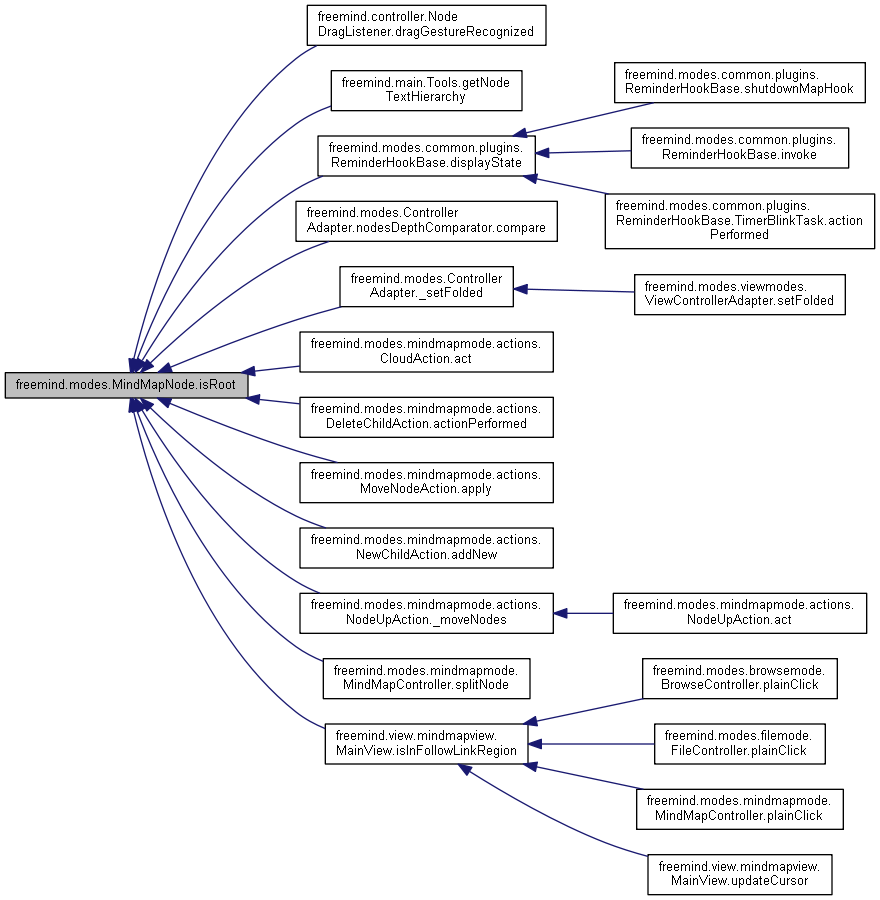 freemind.modes.MindMapNode.isRoot
freemind.controller.Node
DragListener.dragGestureRecognized
freemind.main.Tools.getNode
TextHierarchy
freemind.modes.common.plugins.
ReminderHookBase.displayState
freemind.modes.common.plugins.
ReminderHookBase.shutdownMapHook
freemind.modes.common.plugins.
ReminderHookBase.invoke
freemind.modes.common.plugins.
ReminderHookBase.TimerBlinkTask.action
Performed
freemind.modes.Controller
Adapter.nodesDepthComparator.compare
freemind.modes.Controller
Adapter._setFolded
freemind.modes.viewmodes.
ViewControllerAdapter.setFolded
freemind.modes.mindmapmode.actions.
CloudAction.act
freemind.modes.mindmapmode.actions.
DeleteChildAction.actionPerformed
freemind.modes.mindmapmode.actions.
MoveNodeAction.apply
freemind.modes.mindmapmode.actions.
NewChildAction.addNew
freemind.modes.mindmapmode.actions.
NodeUpAction._moveNodes
freemind.modes.mindmapmode.actions.
NodeUpAction.act
freemind.modes.mindmapmode.
MindMapController.splitNode
freemind.view.mindmapview.
MainView.isInFollowLinkRegion
freemind.modes.browsemode.
BrowseController.plainClick
freemind.modes.filemode.
FileController.plainClick
freemind.modes.mindmapmode.
MindMapController.plainClick
freemind.view.mindmapview.
MainView.updateCursor